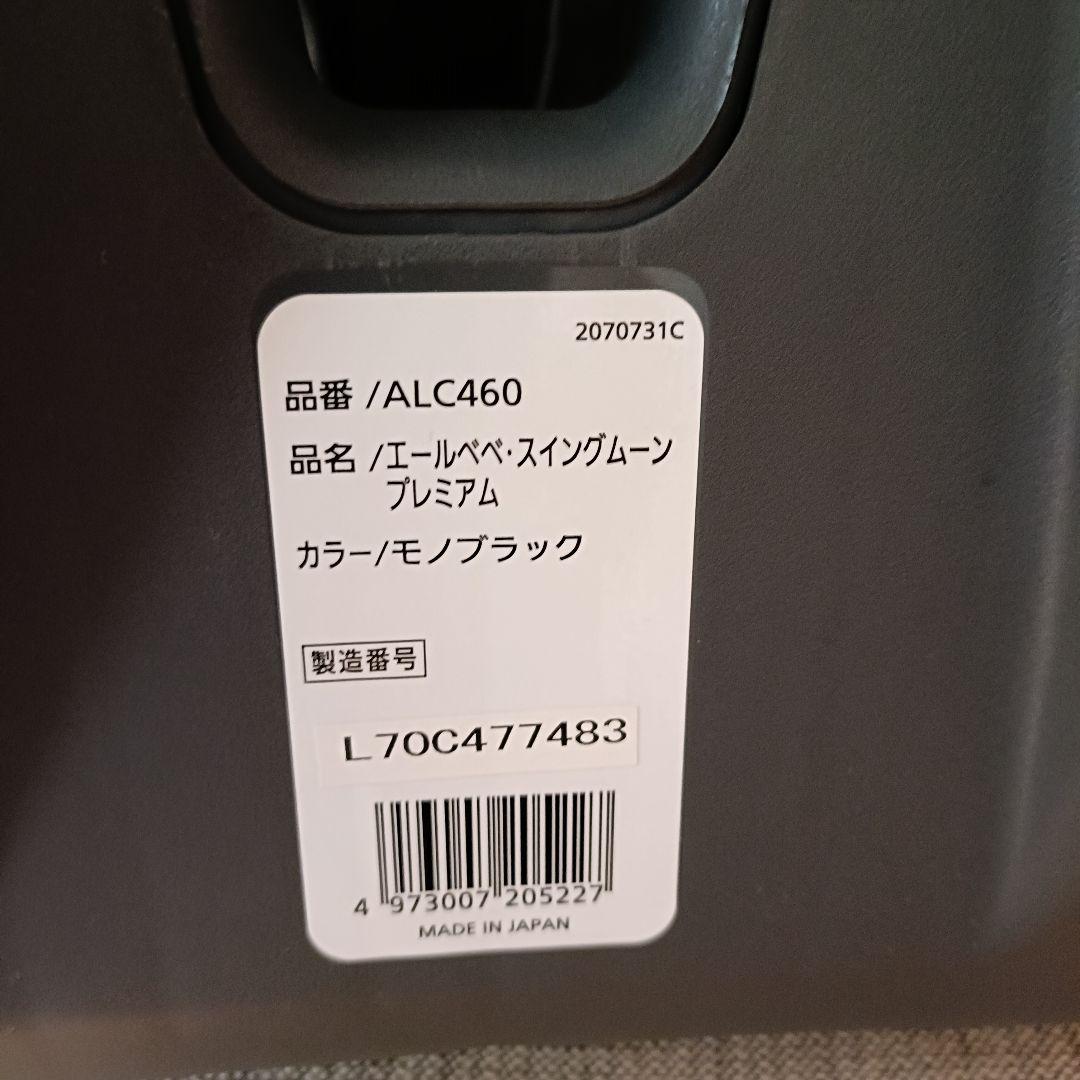 2070731C
品番 /ALC460
品名 /エールベベ・スイングムーン
プレミアム
カラー/モノブラック
製造番号
L70C477483
4 973007 205227
MADE IN JAPAN